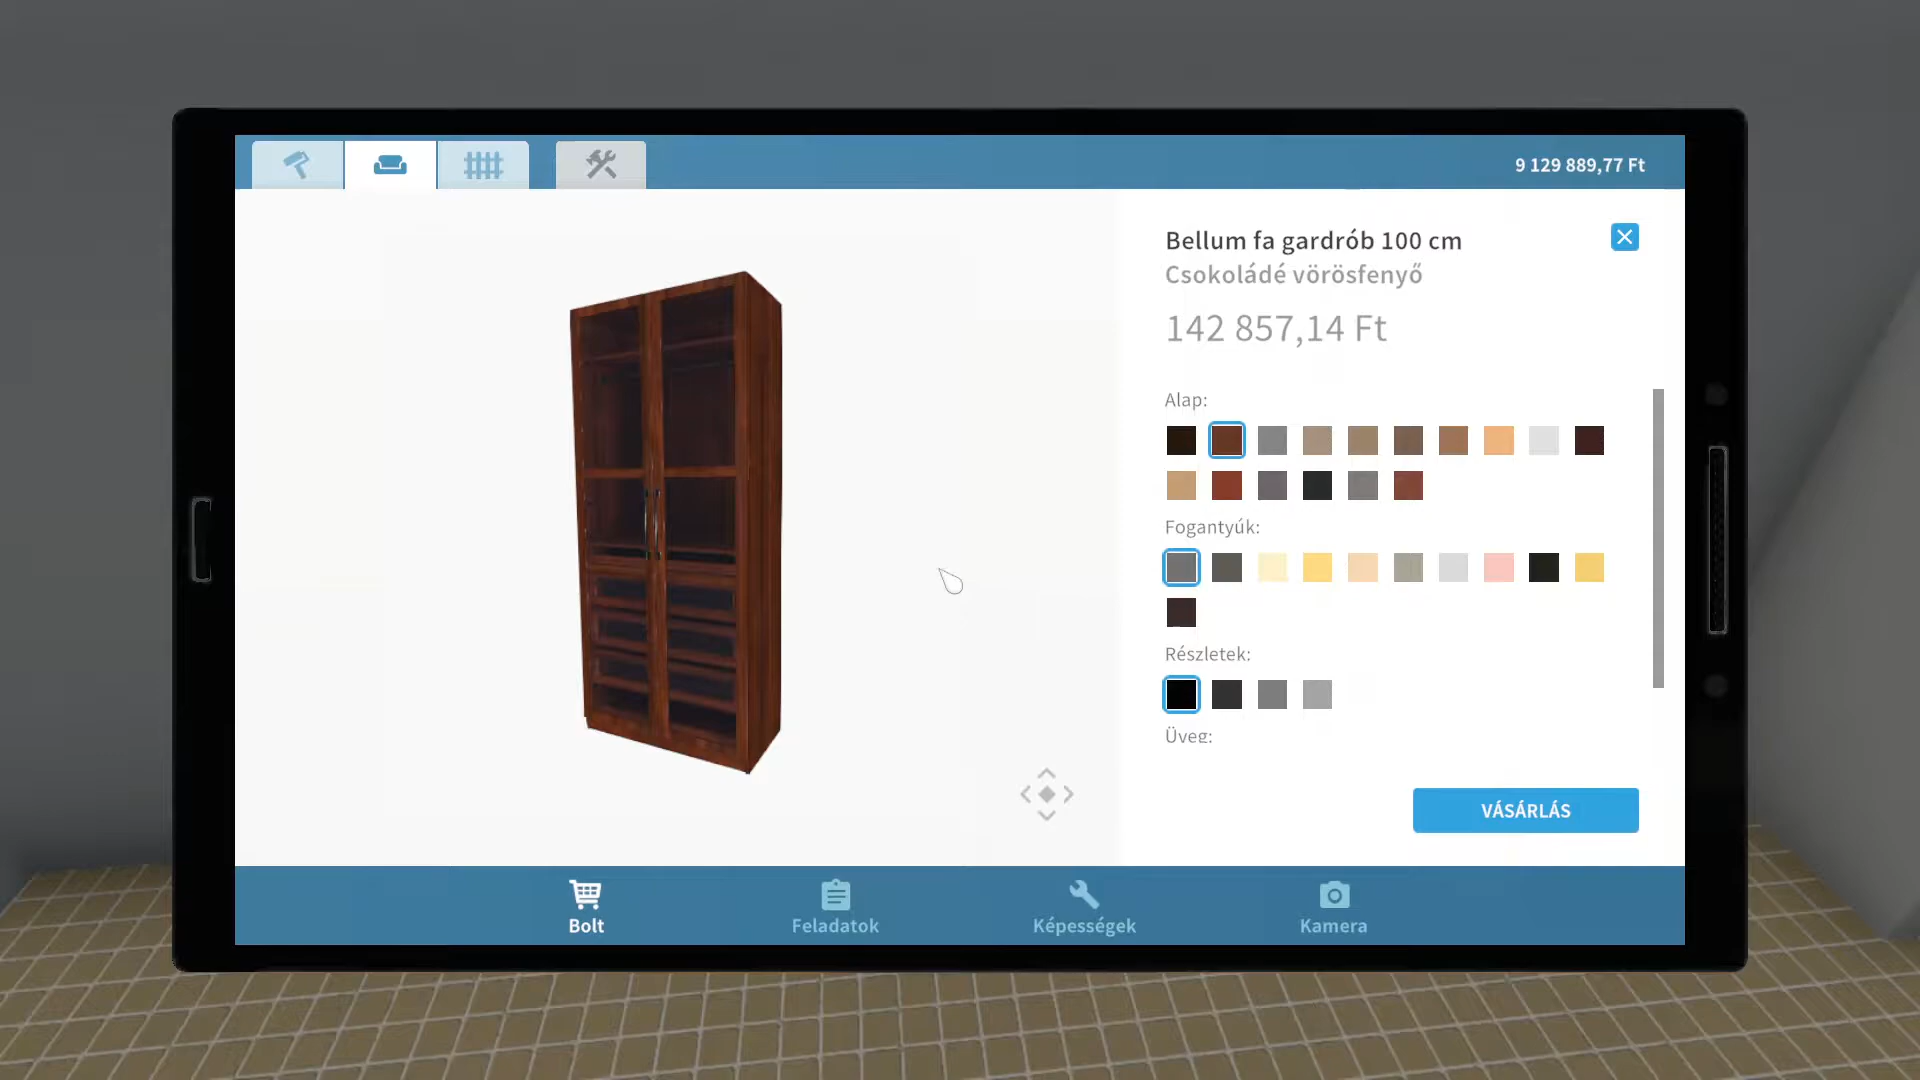 9 129 889,77 Ft
Bellum fa gardrób 100 cm
Csokoládé vörösfenyő
142 857,14 Ft
Alap:
Fogantyúk:
Részletek:
Üveg:
VÁSÁRLÁS
Bolt
Feladatok
Képességek
Kamera